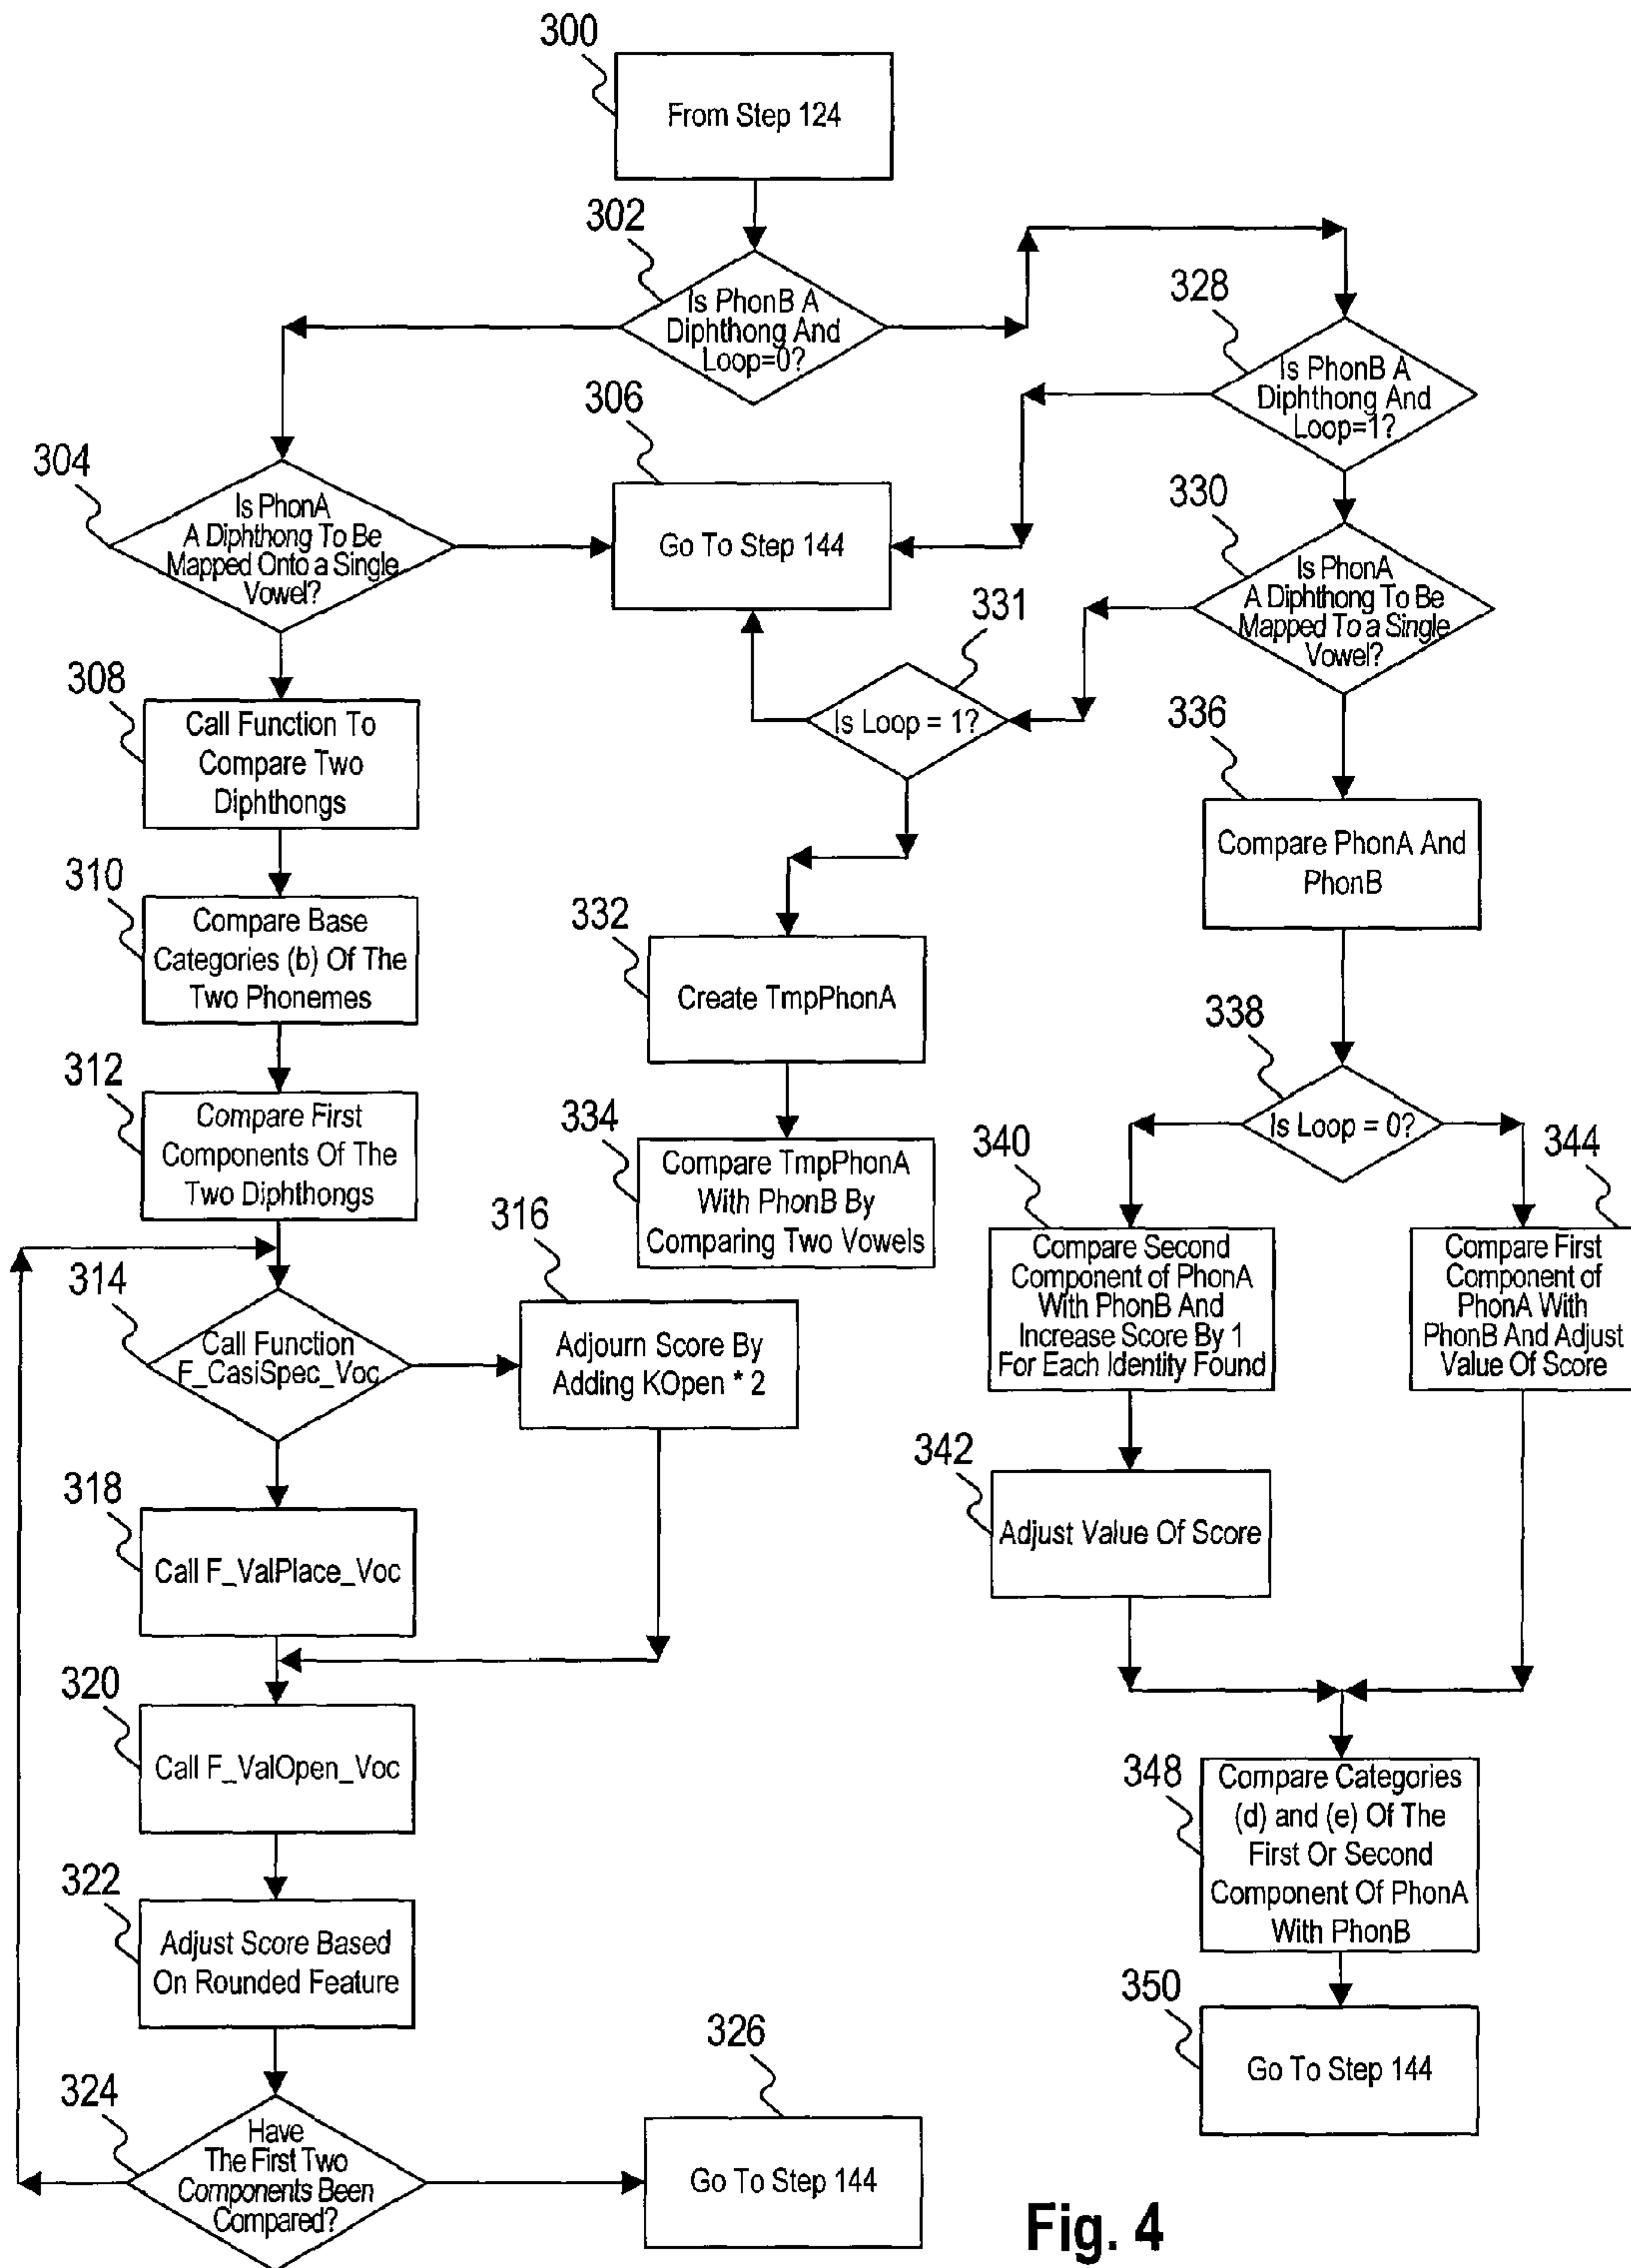 300
From Step 124
302
Is PhonB A
Diphthong And
Loop=0?
328
Is PhonB A
Diphthong And
Loop=1?
304
Is PhonA
A Diphthong To Be
Mapped Onto a Single
Vowel?
306
Go To Step 144
330
Is PhonA
A Diphthong To Be
Mapped To a Single
Vowel?
331
Is Loop = 1?
308
Call Function To
Compare Two
Diphthongs
336
Compare PhonA And
PhonB
310
Compare Base
Categories (b) Of The
Two Phonemes
332
Create TmpPhonA
338
Is Loop = 0?
312
Compare First
Components Of The
Two Diphthongs
334
Compare TmpPhonA
With PhonB By
Comparing Two Vowels
340
Compare Second
Component of PhonA
With PhonB And
Increase Score By 1
For Each Identity Found
344
Compare First
Component of
PhonA With
PhonB And Adjust
Value Of Score
314
Call Function
F_CasiSpec_Voc
316
Adjourn Score By
Adding KOpen * 2
342
Adjust Value Of Score
318
Call F_ValPlace_Voc
320
Call F_ValOpen_Voc
348
Compare Categories
(d) and (e) Of The
First Or Second
Component Of PhonA
With PhonB
322
Adjust Score Based
On Rounded Feature
350
Go To Step 144
324
Have
The First Two
Components Been
Compared?
326
Go To Step 144
Fig. 4